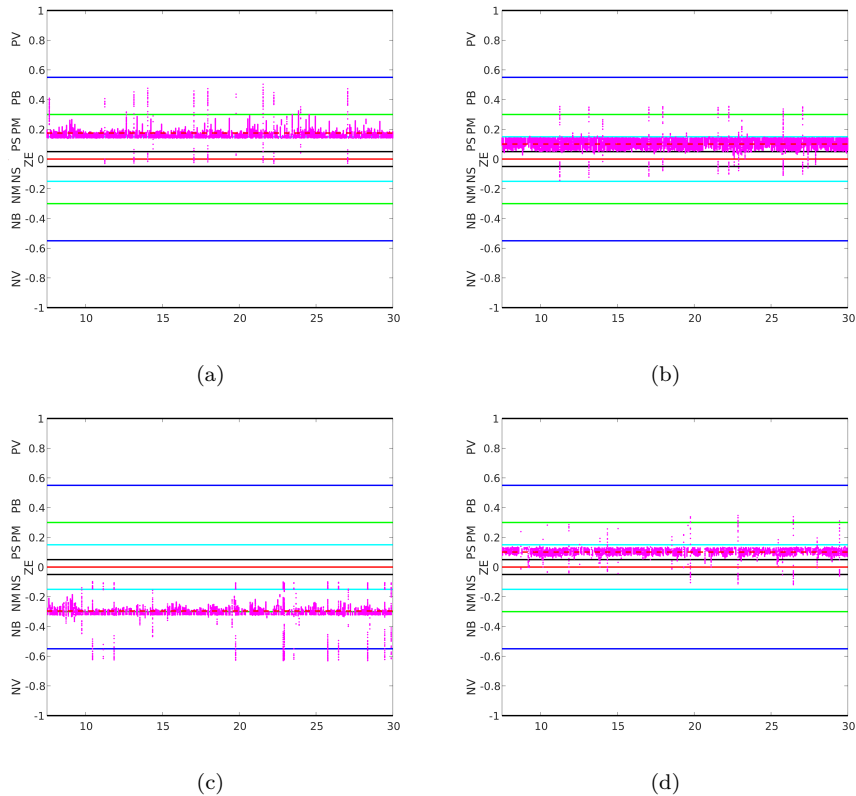 1
0.8
0.6
0.4
0.2
0
-0.2
-0.4
-0.6
-0.8
-1
PV
PB
PM
PS
ZE
NS
NM
NB
NV
10
15
20
25
30
(a)
1
0.8
0.6
0.4
0.2
0
-0.2
-0.4
-0.6
-0.8
-1
PV
PB
PM
PS
ZE
NS
NM
NB
NV
10
15
20
25
30
(b)
1
0.8
0.6
0.4
0.2
0
-0.2
-0.4
-0.6
-0.8
-1
PV
PB
PM
PS
ZE
NS
NM
NB
NV
10
15
20
25
30
(c)
1
0.8
0.6
0.4
0.2
0
-0.2
-0.4
-0.6
-0.8
-1
PV
PB
PM
PS
ZE
NS
NM
NB
NV
10
15
20
25
30
(d)